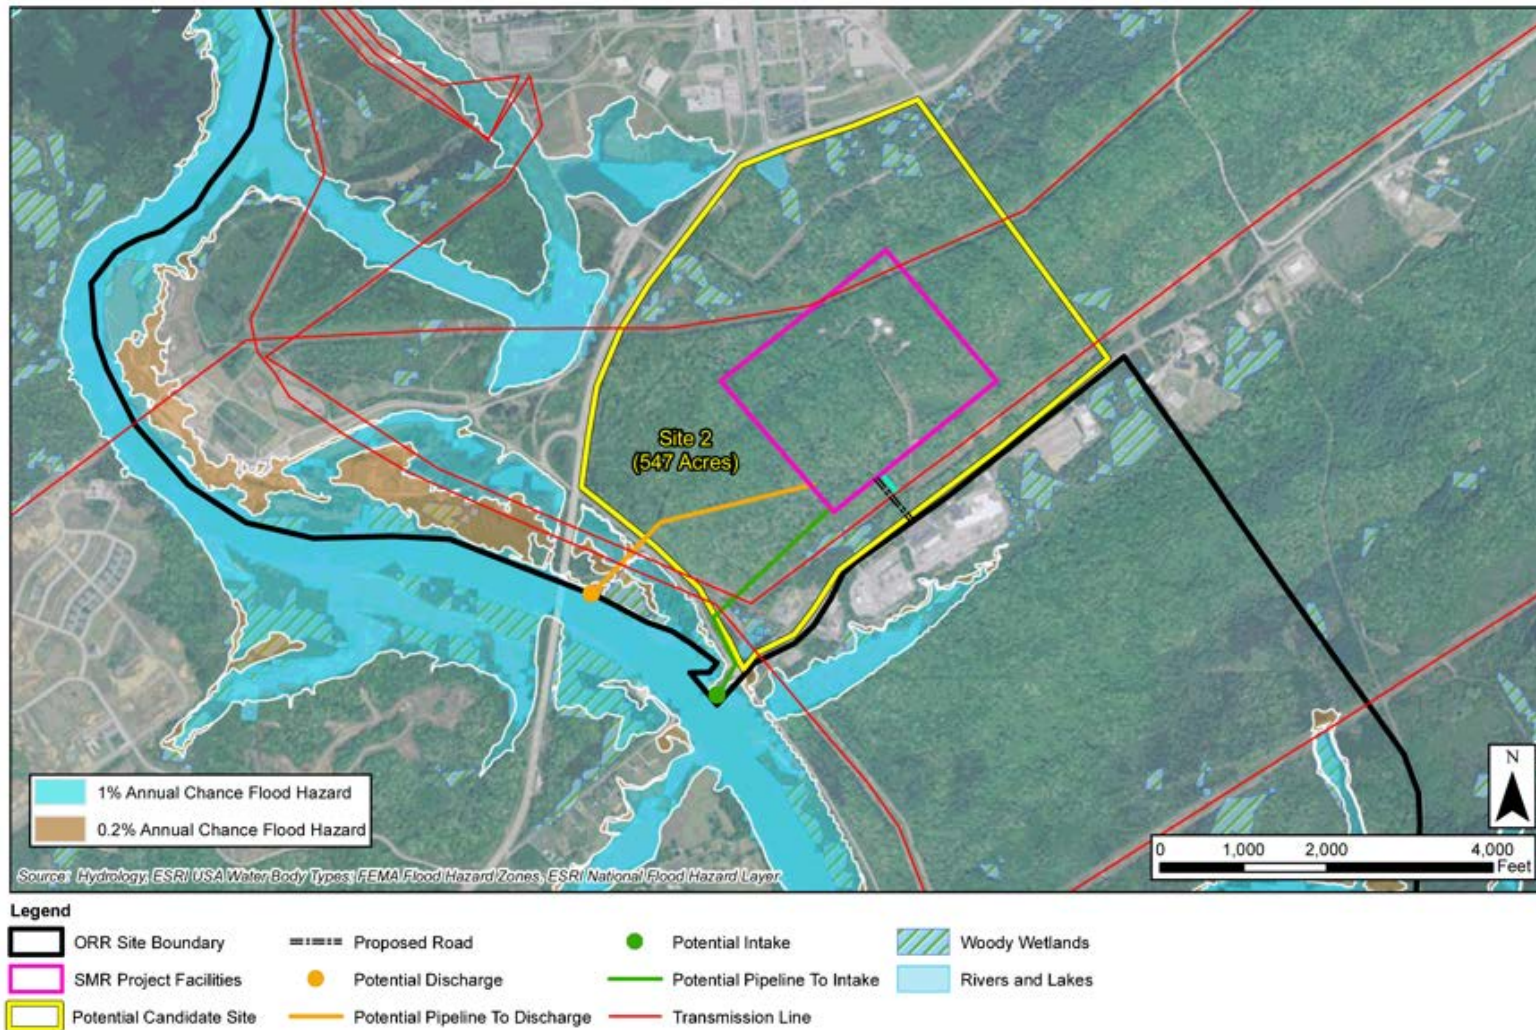 Site 2
(547 Acres)
1% Annual Chance Flood Hazard
0.2% Annual Chance Flood Hazard
Source: Hydrology, ESRI USA Water Body Types; FEMA Flood Hazard Zones, ESRI National Flood Hazard Layer
N
0 1,000 2,000 4,000
Feet
Legend
ORR Site Boundary
SMR Project Facilities
Potential Candidate Site
Proposed Road
Potential Discharge
Potential Pipeline To Discharge
Potential Intake
Potential Pipeline To Intake
Transmission Line
Woody Wetlands
Rivers and Lakes